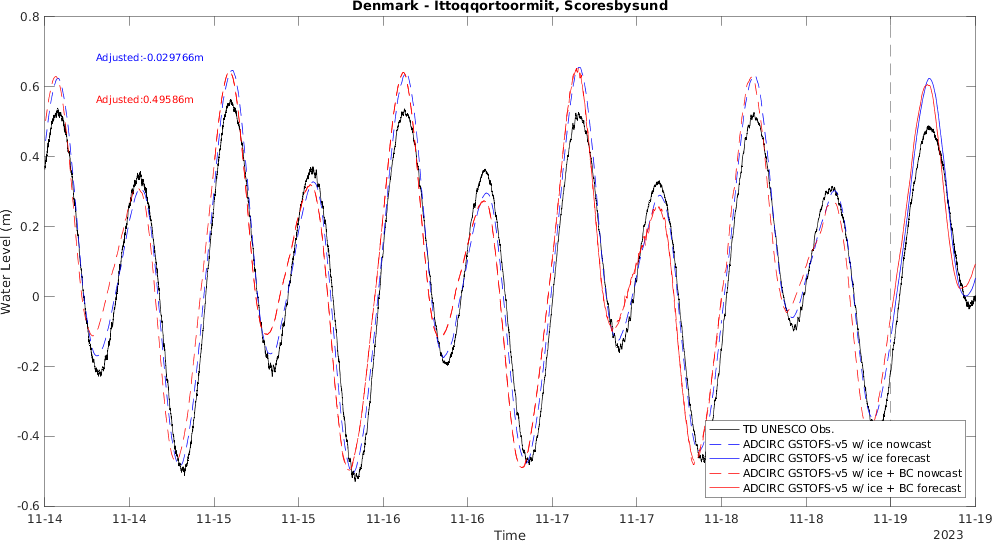 Denmark - Ittoqqortoormiit, Scoresbysund
0.8
0.6
0.4
0.2
0
-0.2
-0.4
-0.6
Water Level (m)
Adjusted:-0.029766m
Adjusted:0.49586m
TD UNESCO Obs.
ADCIRC GSTOFS-v5 w/ ice nowcast
ADCIRC GSTOFS-v5 w/ ice forecast
ADCIRC GSTOFS-v5 w/ice + BC nowcast
ADCIRC GSTOFS-v5 w/ice + BC forecast
11-14 11-14 11-15 11-15 11-16 11-16 11-17 11-17 11-18 11-18 11-19 11-19
Time
2023